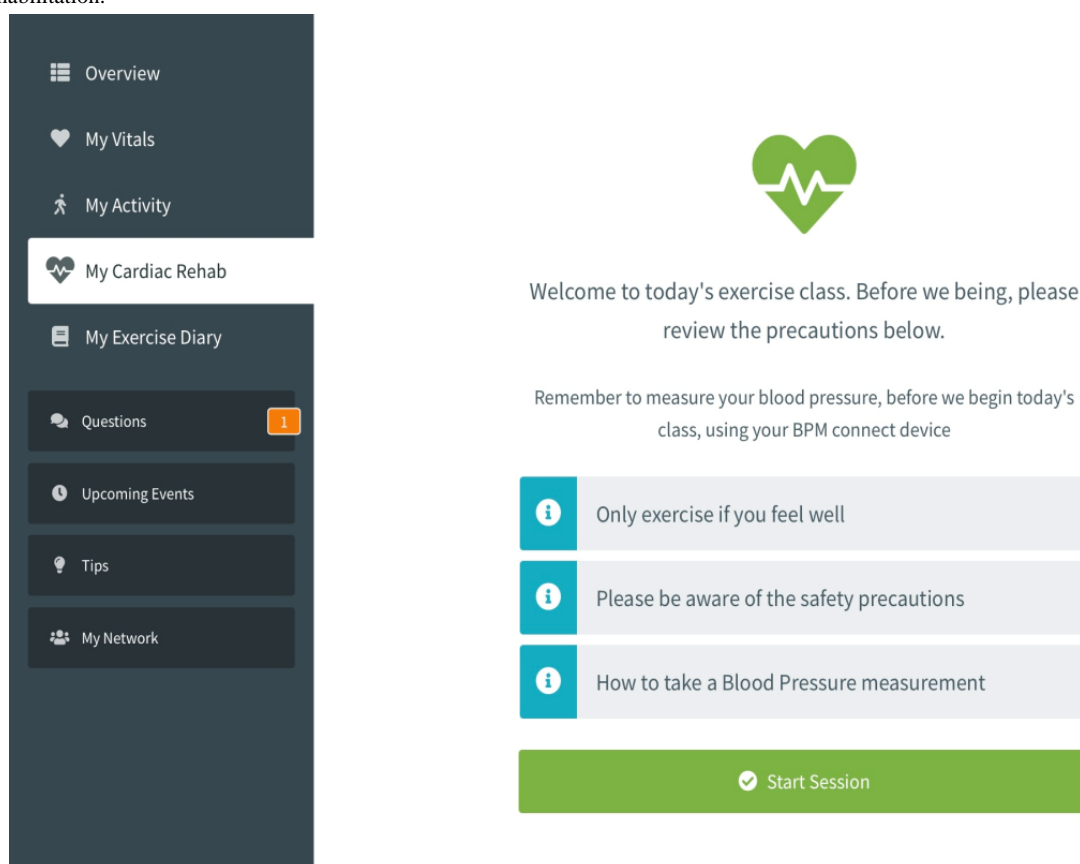 Overview
My Vitals
My Activity
My Cardiac Rehab
My Exercise Diary
Questions 1
Upcoming Events
Tips
My Network
Welcome to today's exercise class. Before we being, please
review the precautions below.
Remember to measure your blood pressure, before we begin today's
class, using your BPM connect device
Only exercise if you feel well
Please be aware of the safety precautions
How to take a Blood Pressure measurement
Start Session